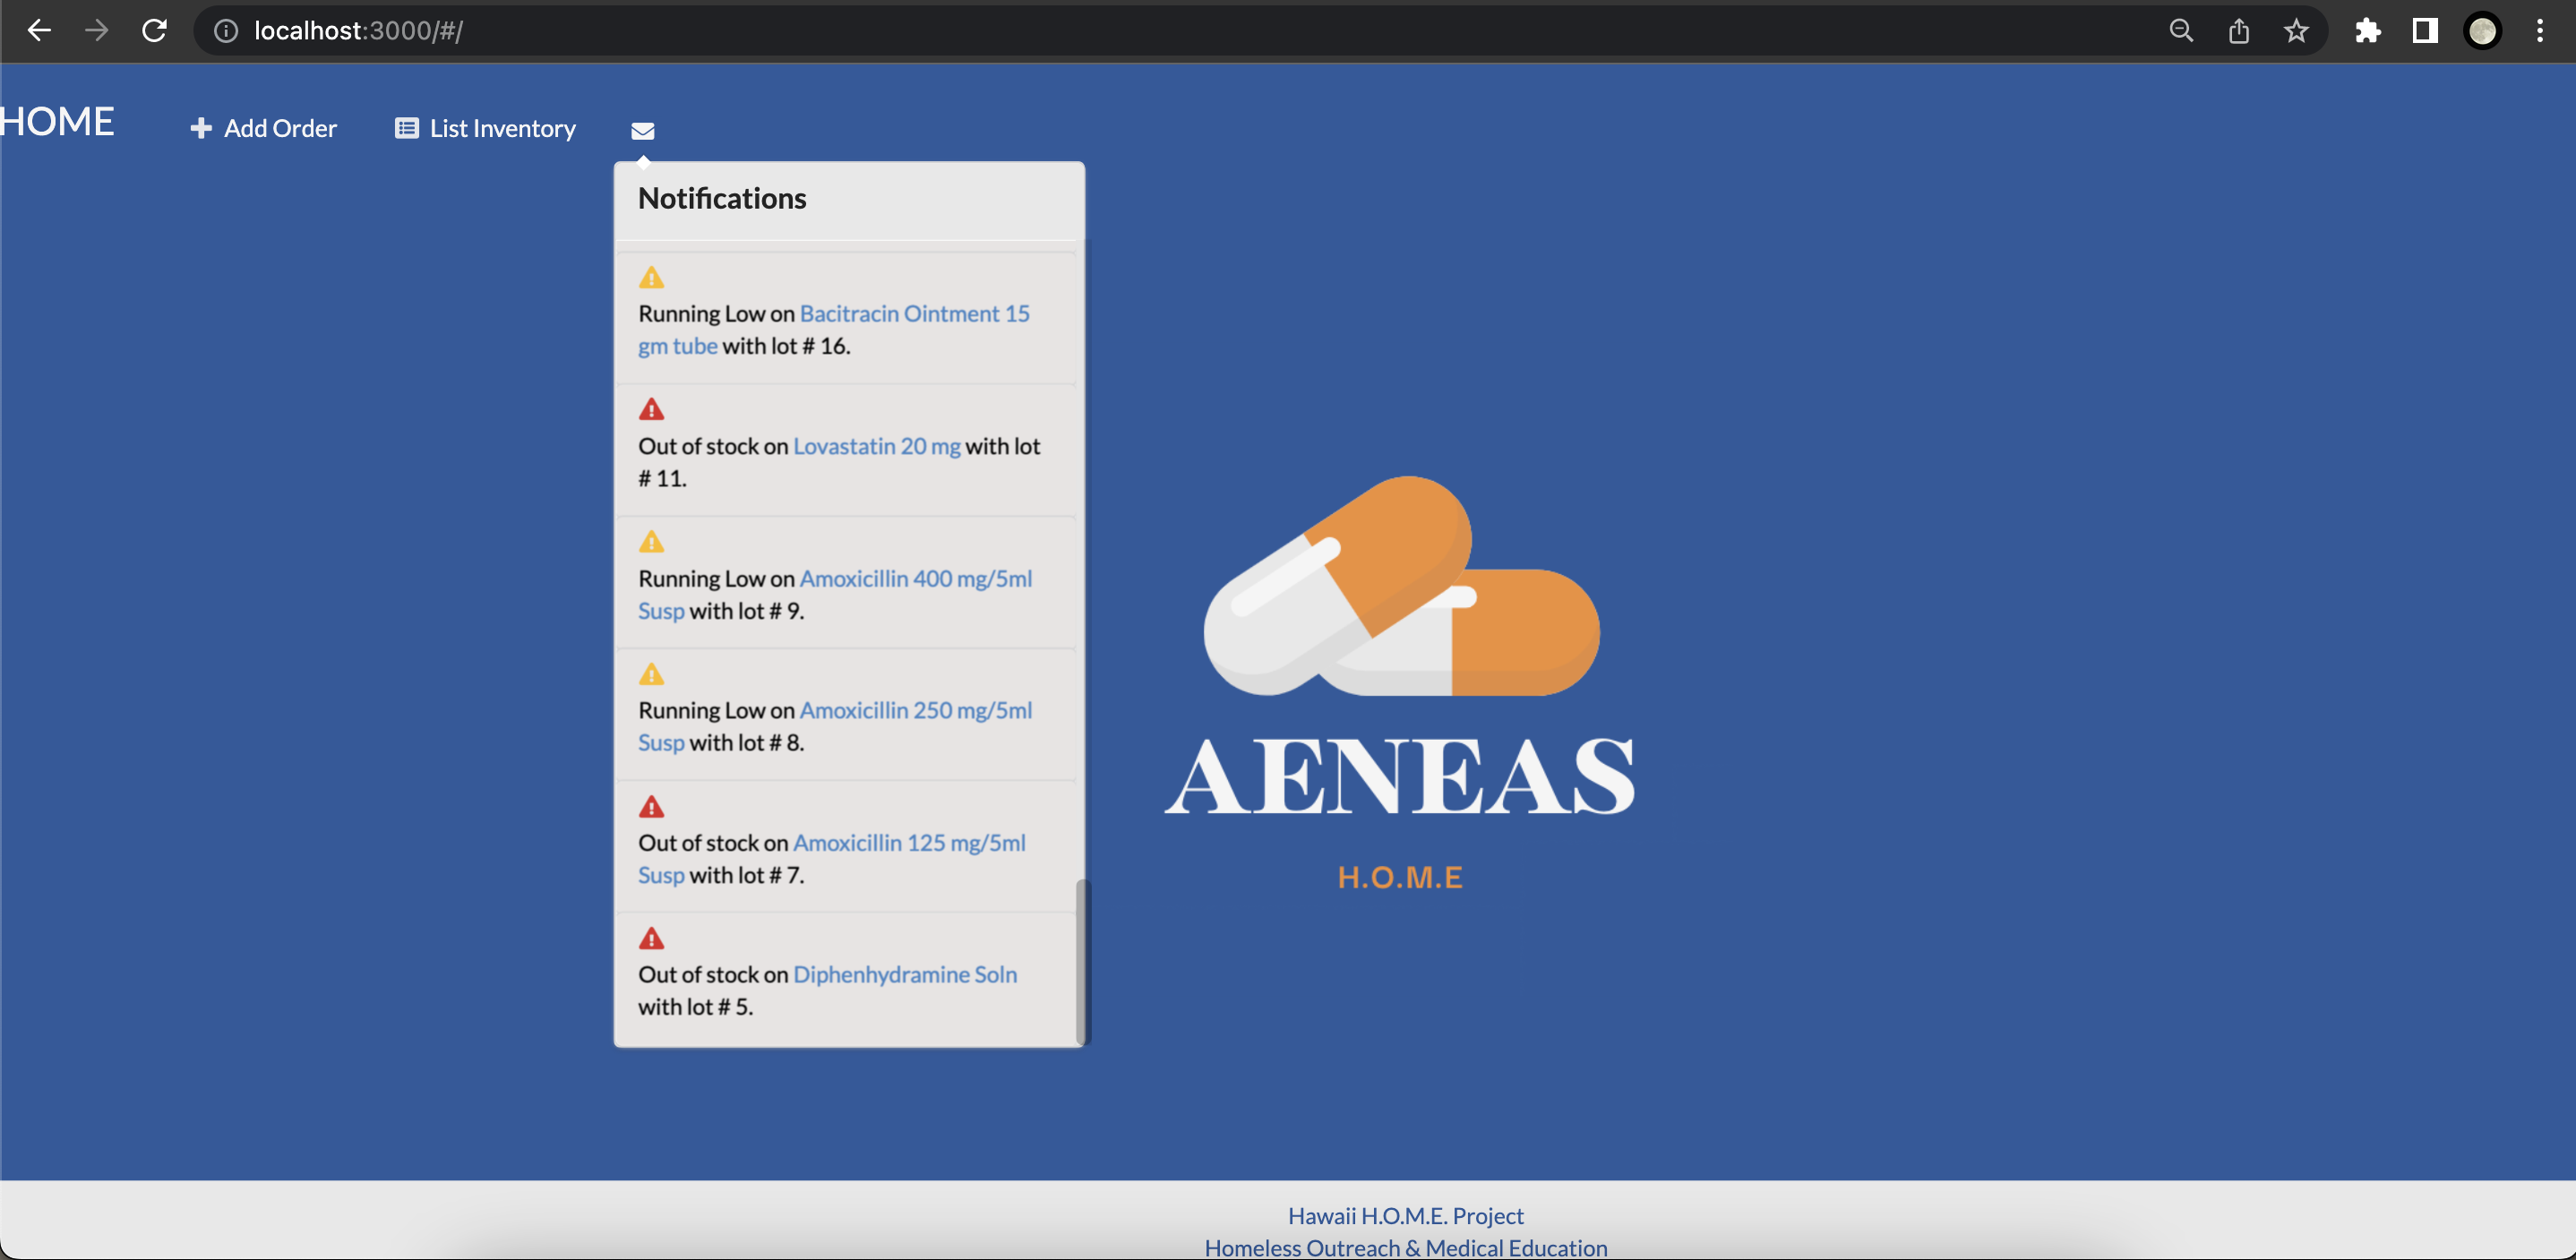 localhost:3000/#/
HOME
Add Order
List Inventory
Notifications
Running Low on Bacitracin Ointment 15
gm tube with lot # 16.
Out of stock on Lovastatin 20 mg with lot
# 11.
Running Low on Amoxicillin 400 mg/5ml
Susp with lot # 9.
Running Low on Amoxicillin 250 mg/5ml
Susp with lot # 8.
Out of stock on Amoxicillin 125 mg/5ml
Susp with lot # 7.
Out of stock on Diphenhydramine Soln
with lot # 5.
AENEAS
H.O.M.E
Hawaii H.O.M.E. Project
Homeless Outreach & Medical Education